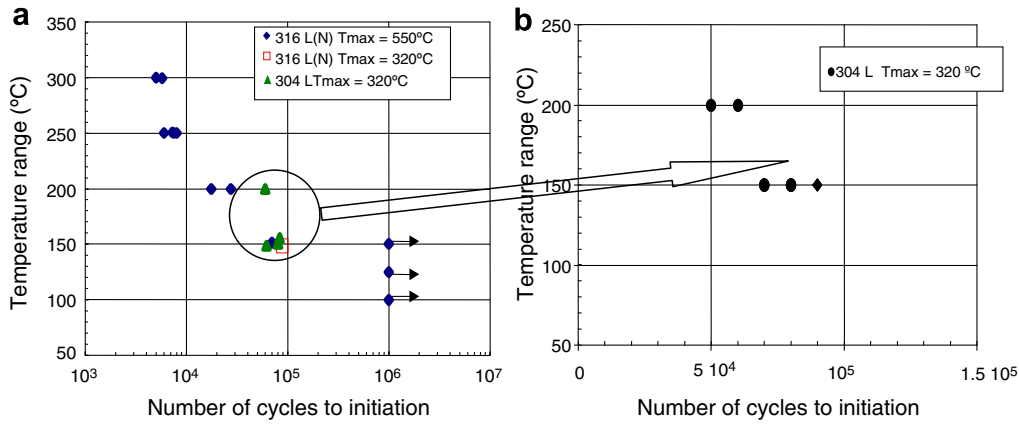 a
350
300
250
200
150
100
50
Temperature range (ºC)
316 L(N) Tmax = 550ºC
316 L(N) Tmax = 320ºC
304 LTmax = 320ºC
10³
10⁴
10⁵
10⁶
10⁷
Number of cycles to initiation
b
250
200
150
100
50
Temperature range (ºC)
304 L Tmax = 320 ºC
0
5 10⁴
10⁵
1.5 10⁵
Number of cycles to initiation